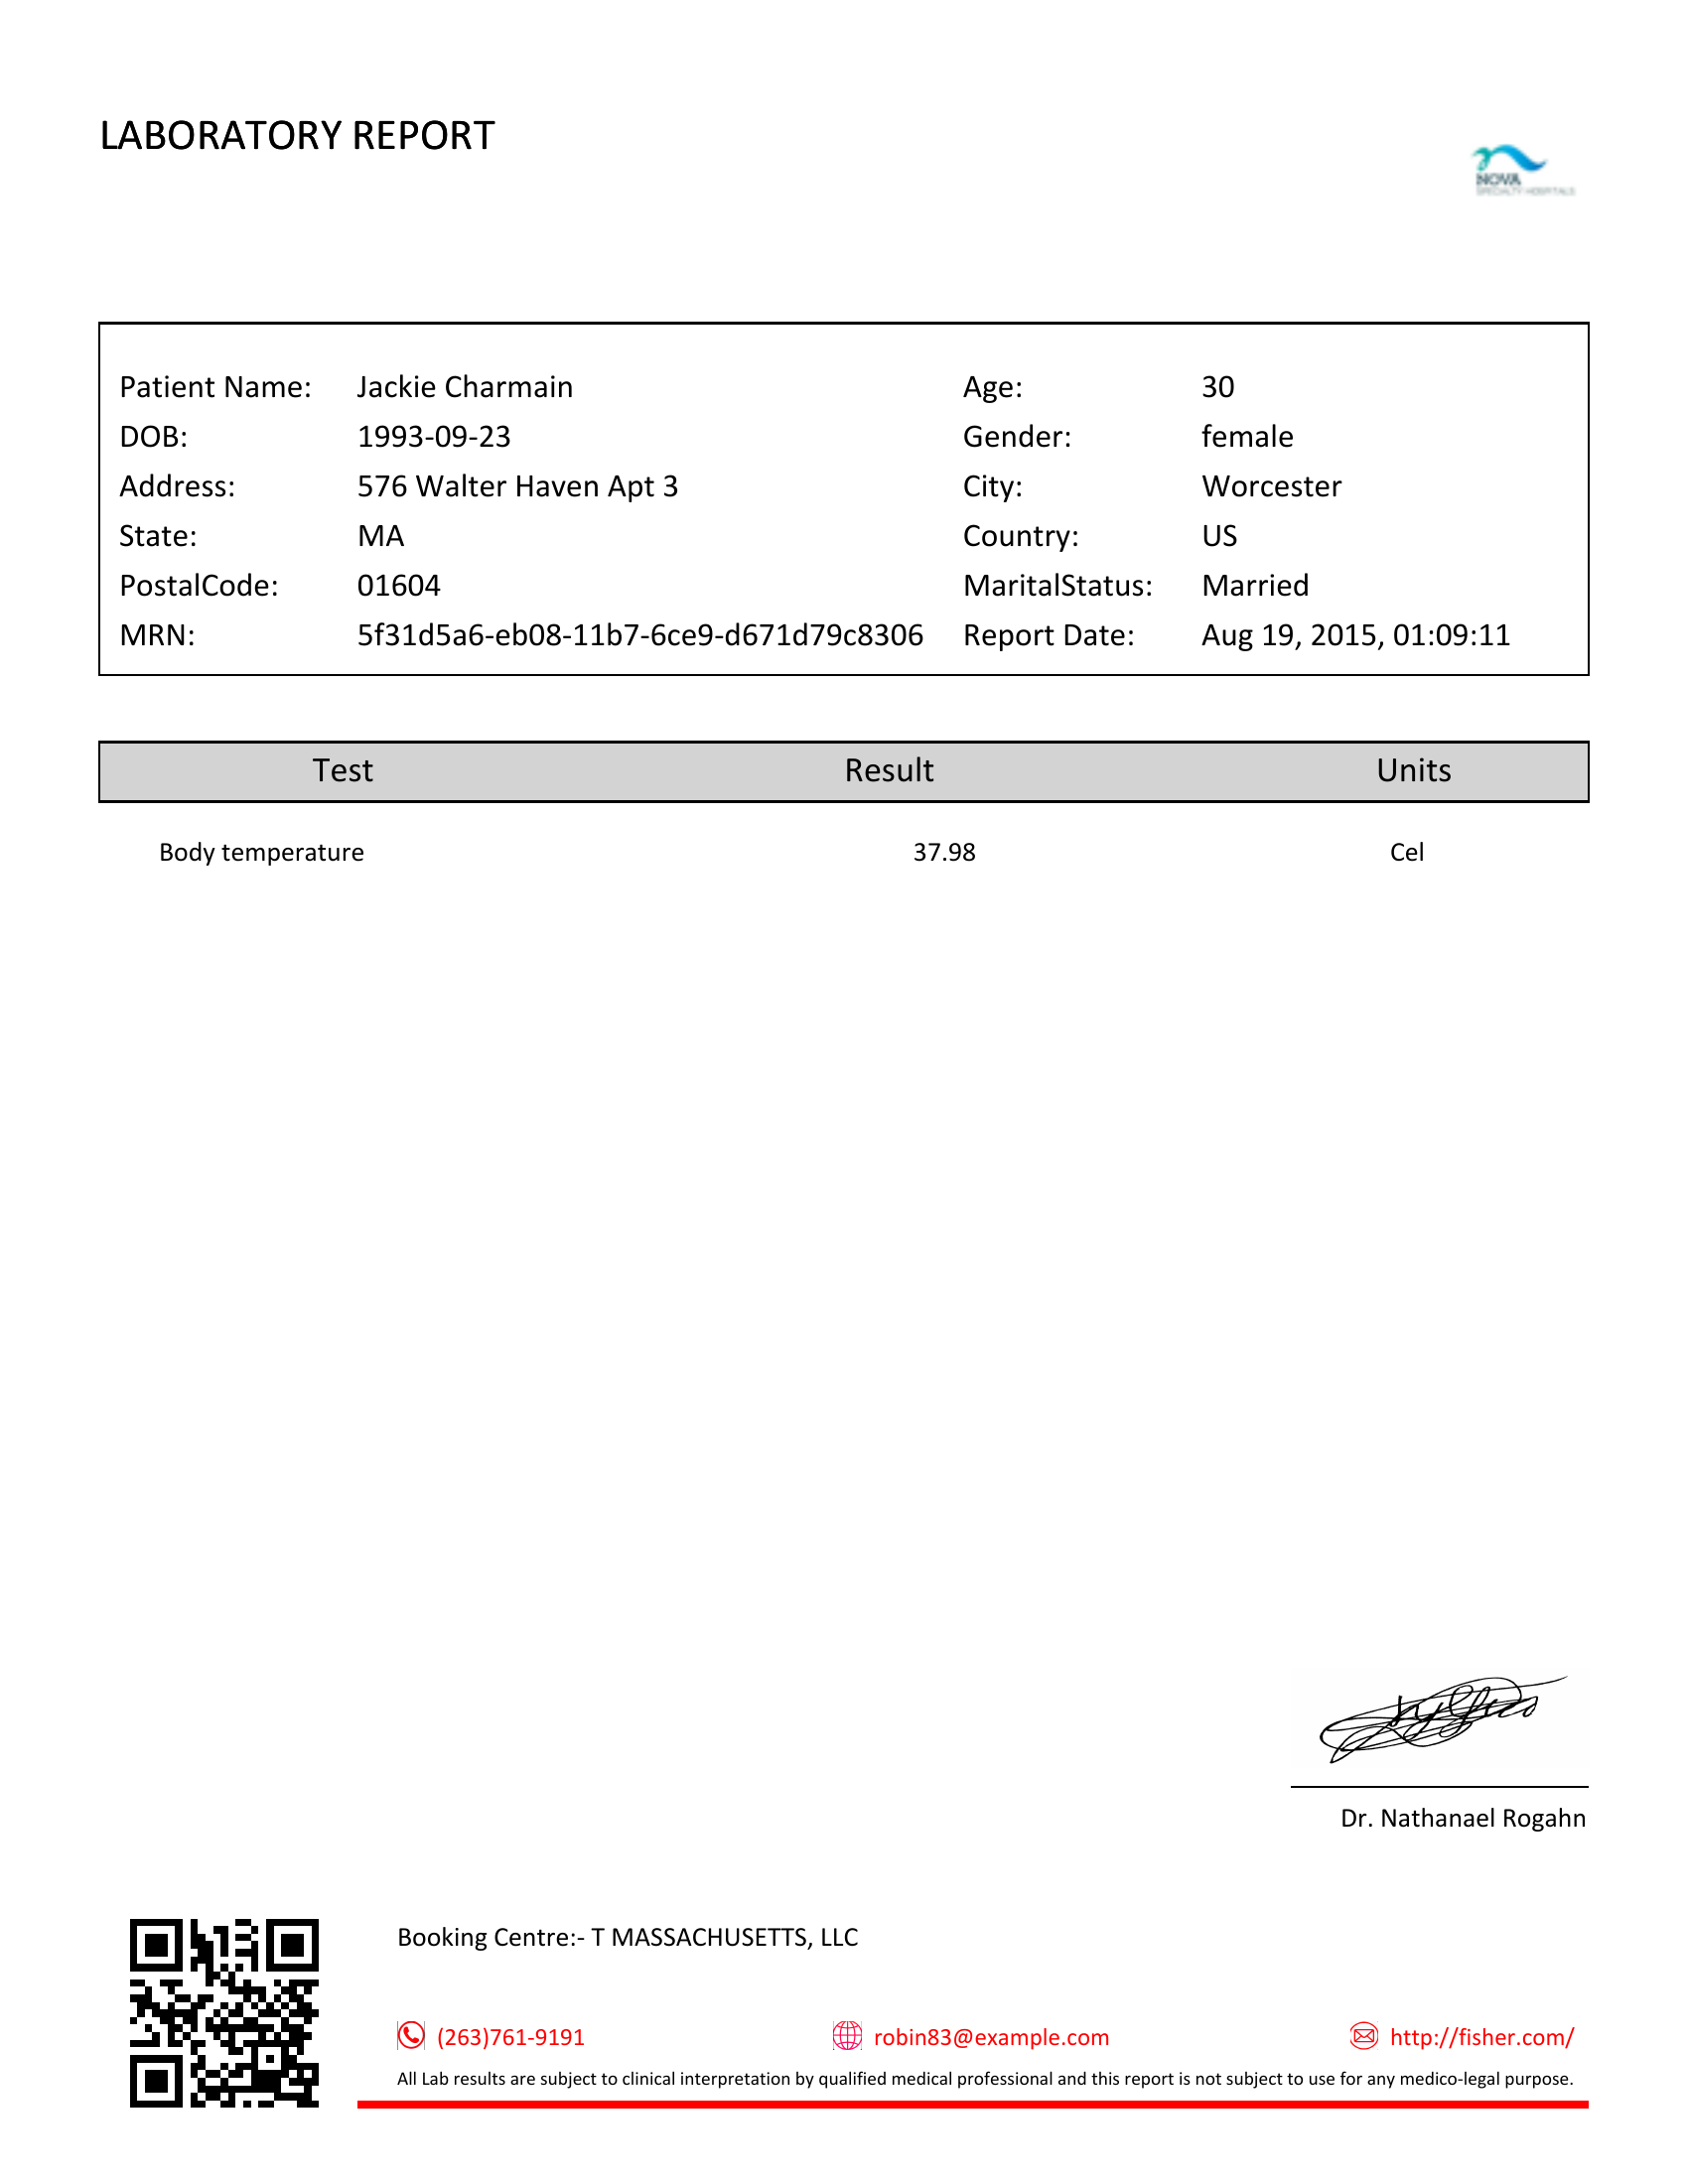 LABORATORY REPORT
NOVA
SPECIALTY HOSPITALS
Patient Name: Jackie Charmain Age: 30
DOB: 1993-09-23 Gender: female
Address: 576 Walter Haven Apt 3 City: Worcester
State: MA Country: US
PostalCode: 01604 MaritalStatus: Married
MRN: 5f31d5a6-eb08-11b7-6ce9-d671d79c8306 Report Date: Aug 19, 2015, 01:09:11
Test Result Units
Body temperature 37.98 Cel
Dr. Nathanael Rogahn
Booking Centre:- T MASSACHUSETTS, LLC
(263)761-9191 robin83@example.com http://fisher.com/
All Lab results are subject to clinical interpretation by qualified medical professional and this report is not subject to use for any medico-legal purpose.